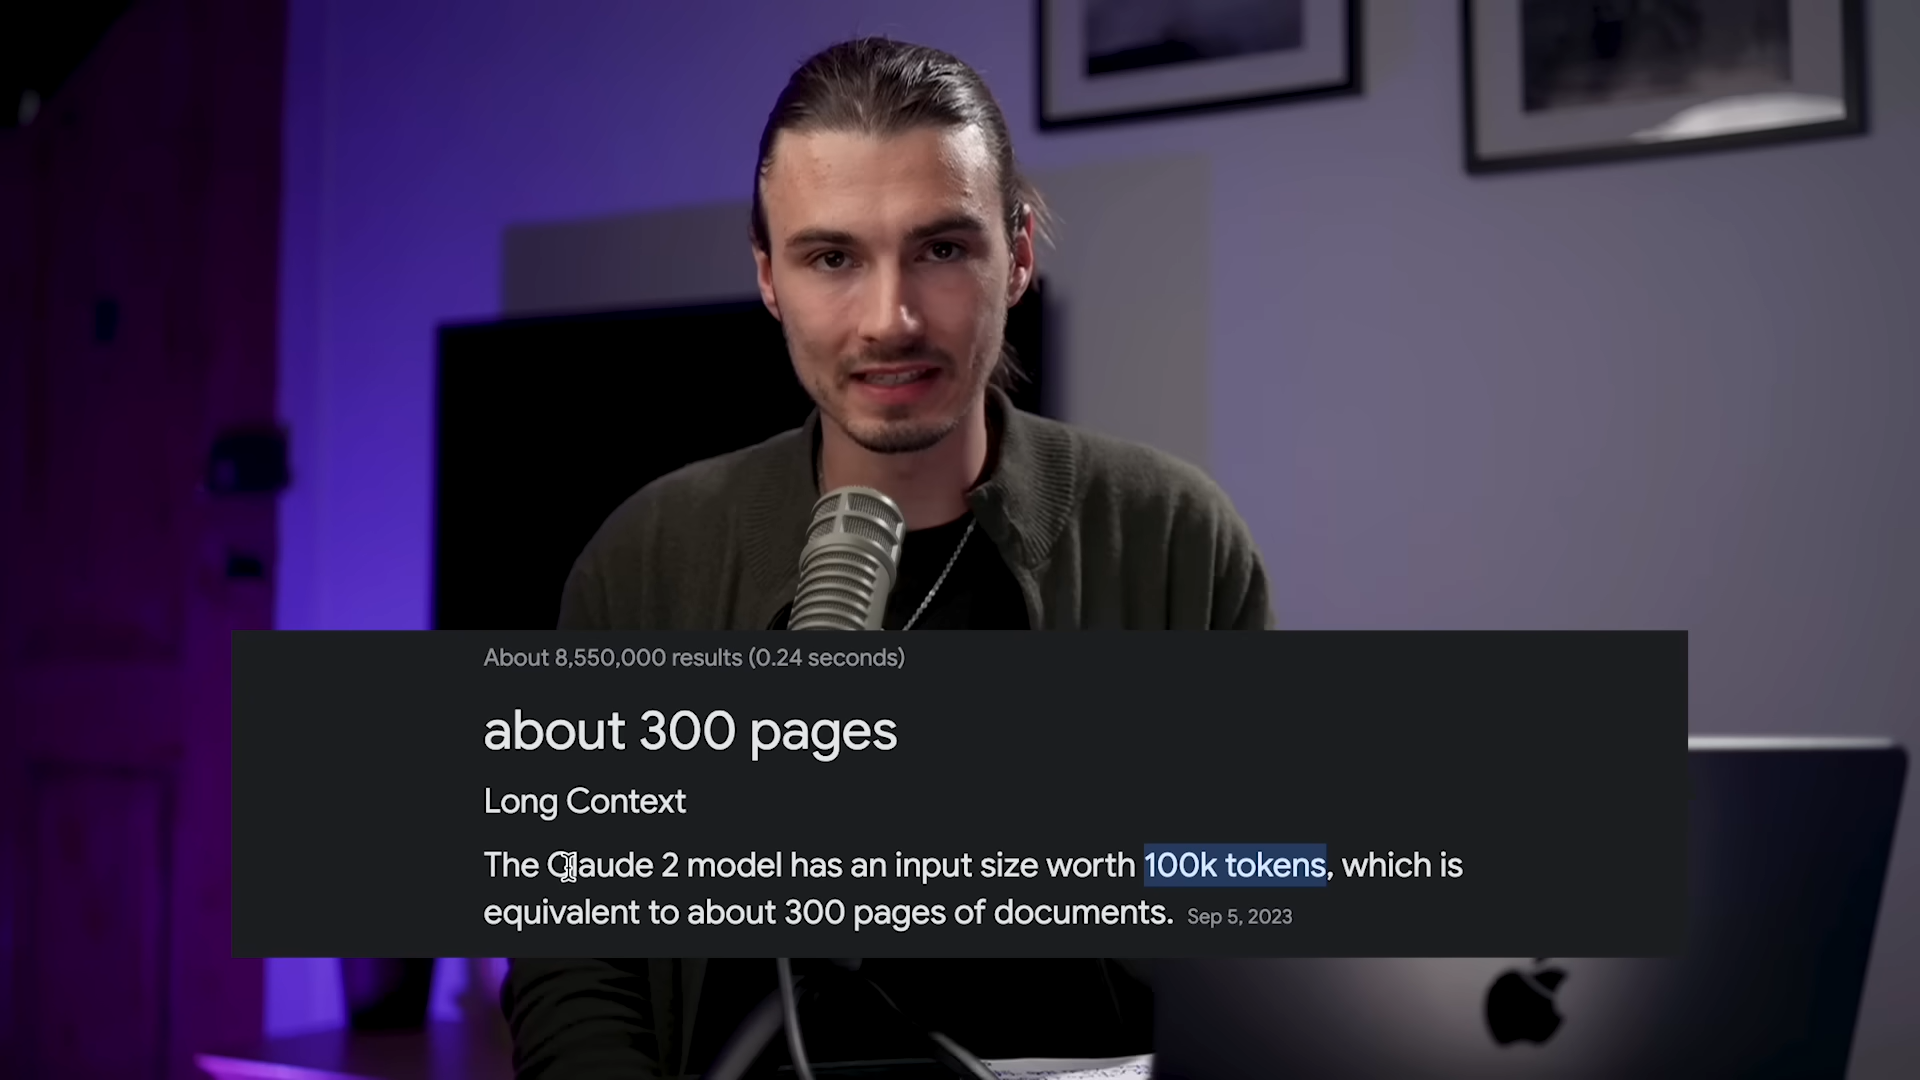 About 8,550,000 results (0.24 seconds)
about 300 pages
Long Context
The Claude 2 model has an input size worth 100k tokens, which is
equivalent to about 300 pages of documents. Sep 5, 2023